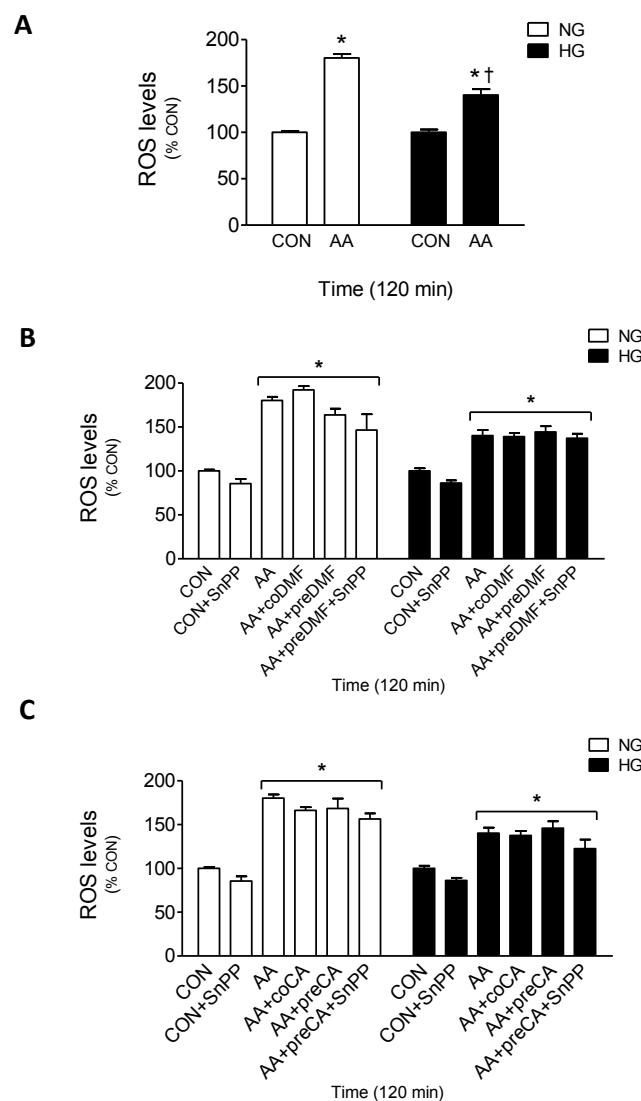 A
NG
HG
ROS levels
(% CON)
200
150
100
50
0
*
* †
CON
AA
CON
AA
Time (120 min)
B
NG
HG
ROS levels
(% CON)
200
150
100
50
0
*
*
CON
CON+SnPP
AA
AA+coDMF
AA+preDMF
AA+preDMF+SnPP
CON
CON+SnPP
AA
AA+coDMF
AA+preDMF
AA+preDMF+SnPP
Time (120 min)
C
NG
HG
ROS levels
(% CON)
200
150
100
50
0
*
*
CON
CON+SnPP
AA
AA+coCA
AA+preCA
AA+preCA+SnPP
CON
CON+SnPP
AA
AA+coCA
AA+preCA
AA+preCA+SnPP
Time (120 min)